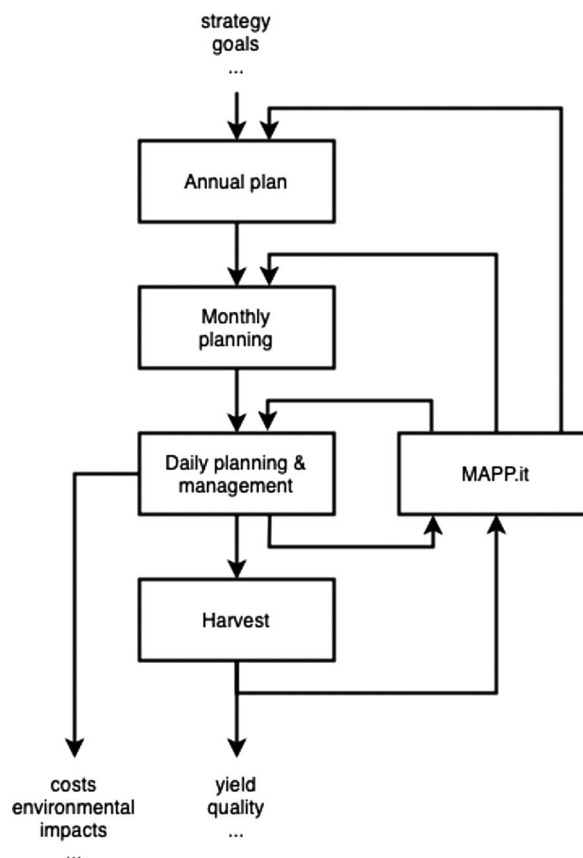 strategy
goals
...
Annual plan
Monthly
planning
Daily planning &
management
MAPP.it
Harvest
costs
environmental
impacts
...
yield
quality
...